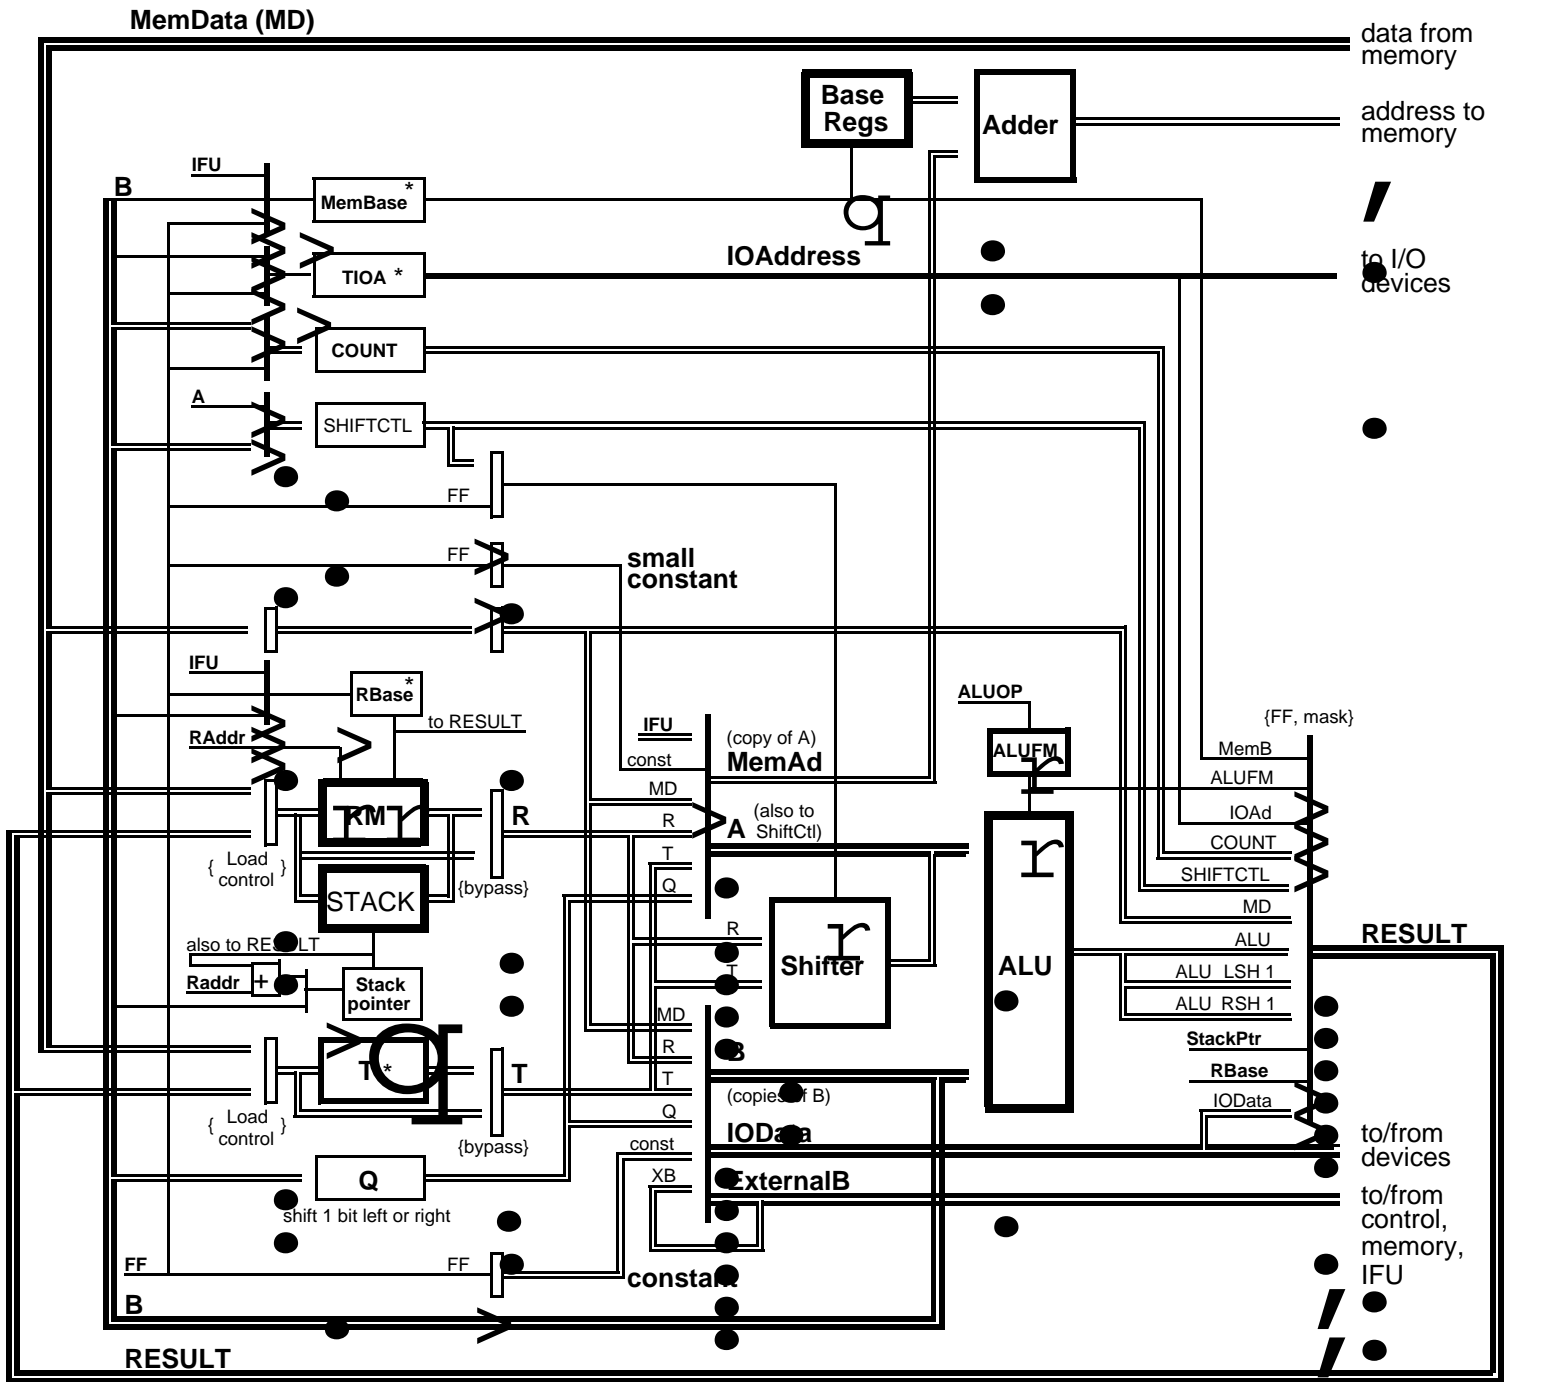 MemData (MD)
data from
memory
Base
Regs
Adder
address to
memory
IFU
B
MemBase *
IOAddress
to I/O
devices
TIOA *
COUNT
A
SHIFTCTL
FF
FF
small
constant
IFU
RBase *
to RESULT
RAddr
RM
R
Load
control
{ }
{bypass}
STACK
also to RESULT
Raddr
+
Stack
pointer
T *
T
Load
control
{ }
{bypass}
Q
shift 1 bit left or right
FF
FF
constant
B
RESULT
IFU
const
MD
R
T
Q
(copy of A)
MemAd
A
(also to
ShiftCtl)
R
T
Shifter
MD
R
T
Q
const
XB
B
(copies of B)
IOData
ExternalB
ALUOP
ALUFM
ALU
{FF, mask}
MemB
ALUFM
IOAd
COUNT
SHIFTCTL
MD
ALU
ALU LSH 1
ALU RSH 1
StackPtr
RBase
IOData
RESULT
to/from
devices
to/from
control,
memory,
IFU